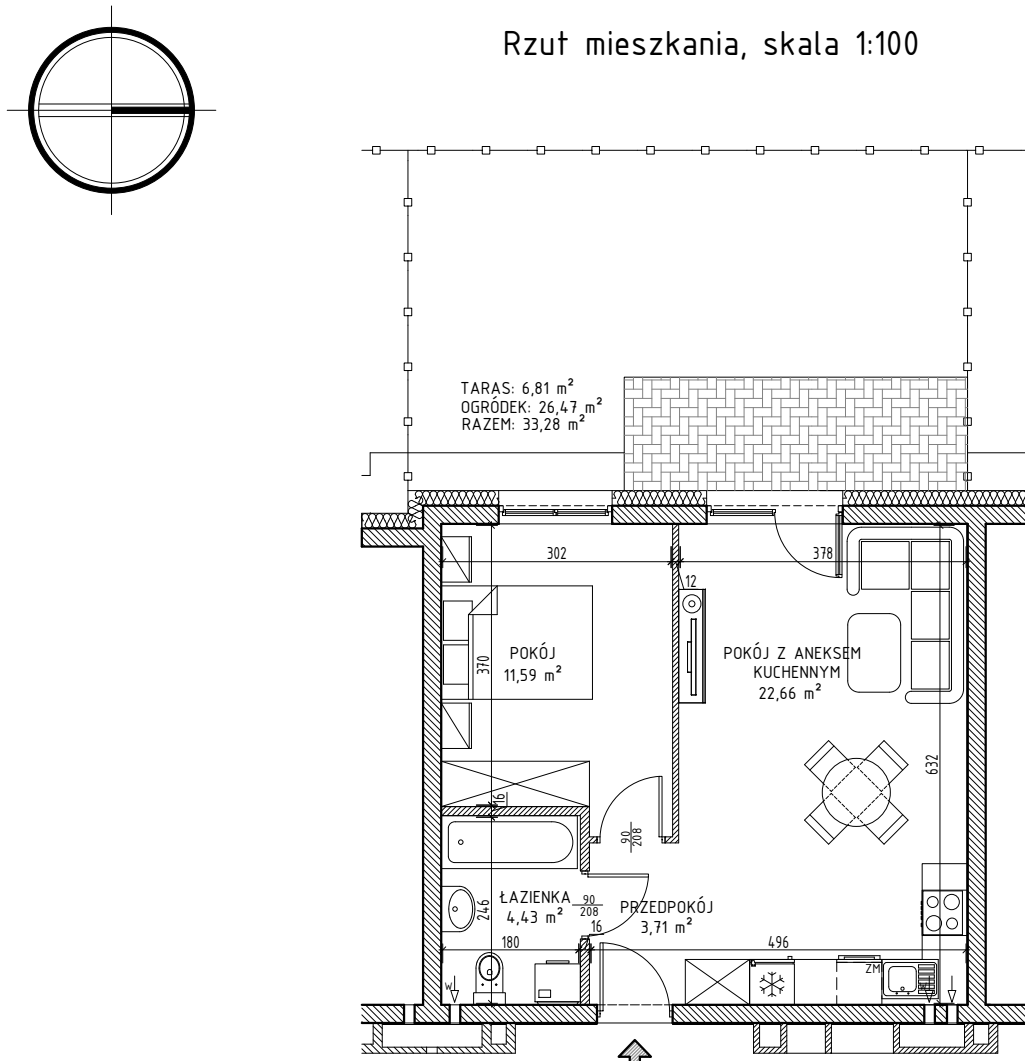 Rzut mieszkania, skala 1:100
TARAS: 6,81 m²
OGRÓDEK: 26,47 m²
RAZEM: 33,28 m²
302
378
12
370
POKÓJ
11,59 m²
POKÓJ Z ANEKSEM
KUCHENNYM
22,66 m²
632
16
90
208
246
ŁAZIENKA
4,43 m²
90
208
PRZEDPOKÓJ
3,71 m²
16
180
496
ZM
W
W